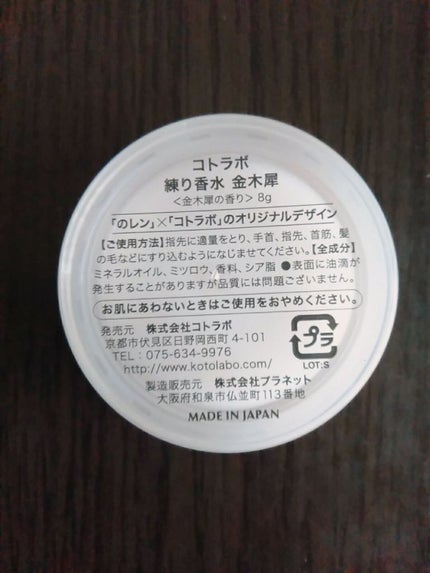 コトラボ
練り香水 金木犀
<金木犀の香り> 8g
「のレン」×「コトラボ」のオリジナルデザイン
【ご使用方法】指先に適量をとり、手首、指先、首筋、髪
の毛などにすり込むようになじませてください。【全成分】
ミネラルオイル、ミツロウ、香料、シア脂 ●表面に油滴が
発生することがありますが品質には問題ございません。
お肌にあわないときはご使用をおやめください。
発売元 株式会社コトラボ
京都市伏見区日野岡西町4-101
TEL:075-634-9976
http://www.kotolabo.com/
プラ
LOT:S
製造販売元 株式会社プラネット
大阪府和泉市仏並町113番地
MADE IN JAPAN